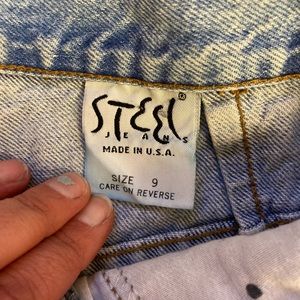 STEEL®
JEANS
MADE IN U.S.A.
SIZE 9
CARE ON REVERSE